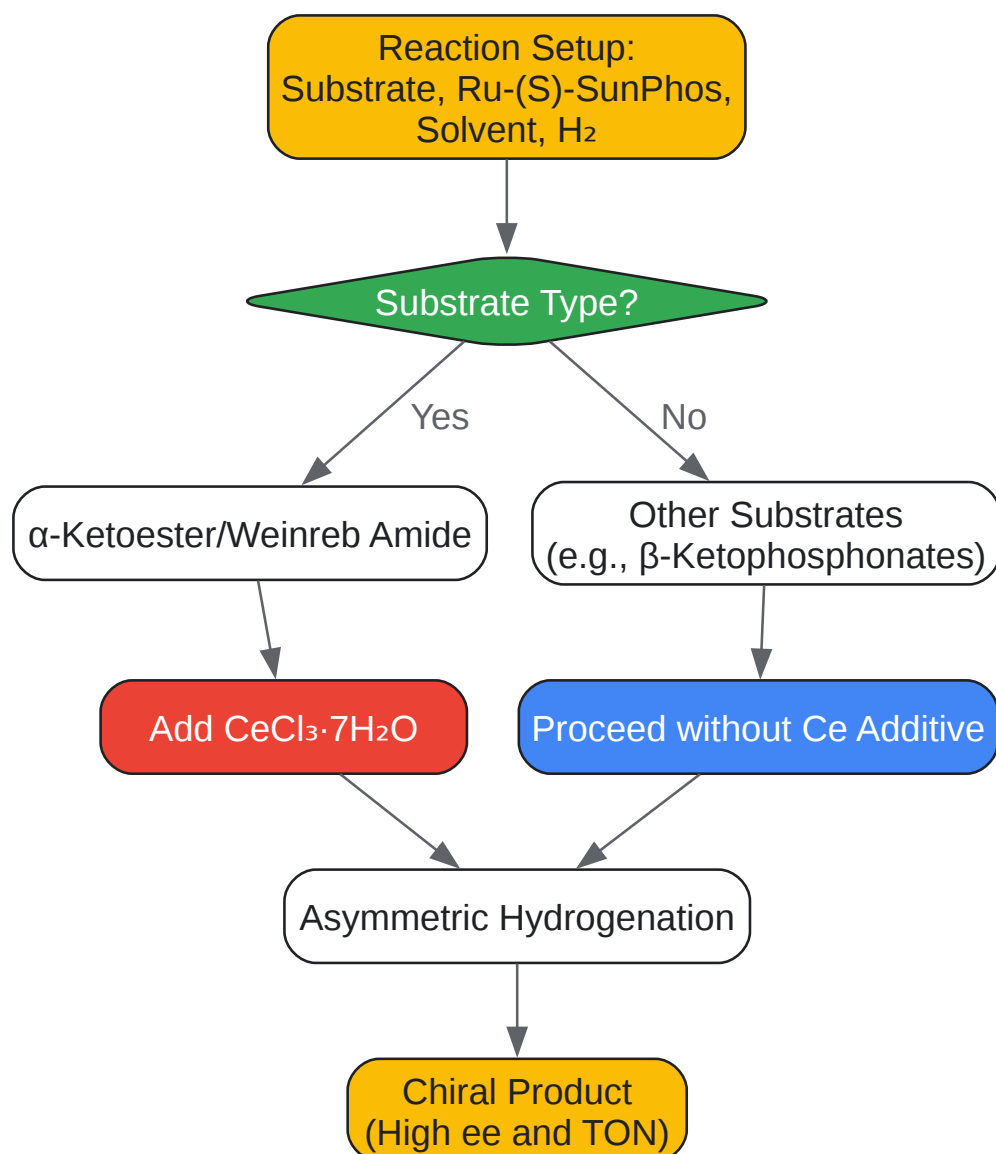 Reaction Setup:
Substrate, Ru-(S)-SunPhos,
Solvent, H₂
Substrate Type?
Yes
No
α-Ketoester/Weinreb Amide
Other Substrates
(e.g., β-Ketophosphonates)
Add CeCl₃·7H₂O
Proceed without Ce Additive
Asymmetric Hydrogenation
Chiral Product
(High ee and TON)